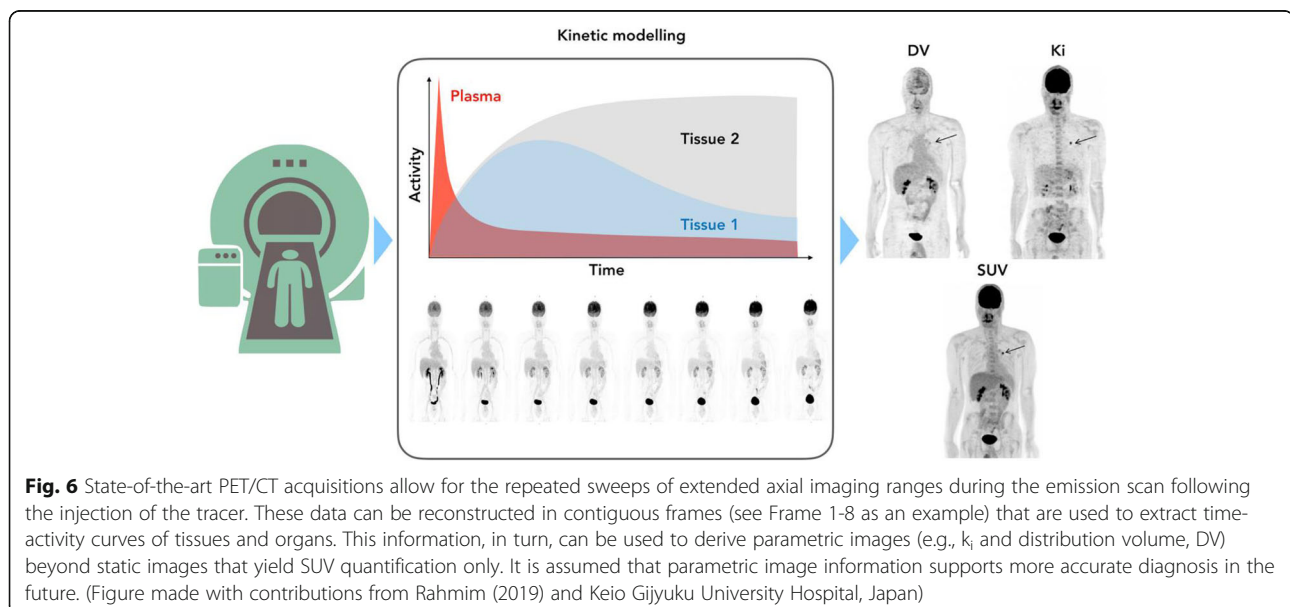 Kinetic modelling
Plasma
Activity
Tissue 2
Tissue 1
Time
DV
Ki
SUV
Fig. 6 State-of-the-art PET/CT acquisitions allow for the repeated sweeps of extended axial imaging ranges during the emission scan following
the injection of the tracer. These data can be reconstructed in contiguous frames (see Frame 1-8 as an example) that are used to extract time-
activity curves of tissues and organs. This information, in turn, can be used to derive parametric images (e.g., kᵢ and distribution volume, DV)
beyond static images that yield SUV quantification only. It is assumed that parametric image information supports more accurate diagnosis in the
future. (Figure made with contributions from Rahmim (2019) and Keio Gijyuku University Hospital, Japan)